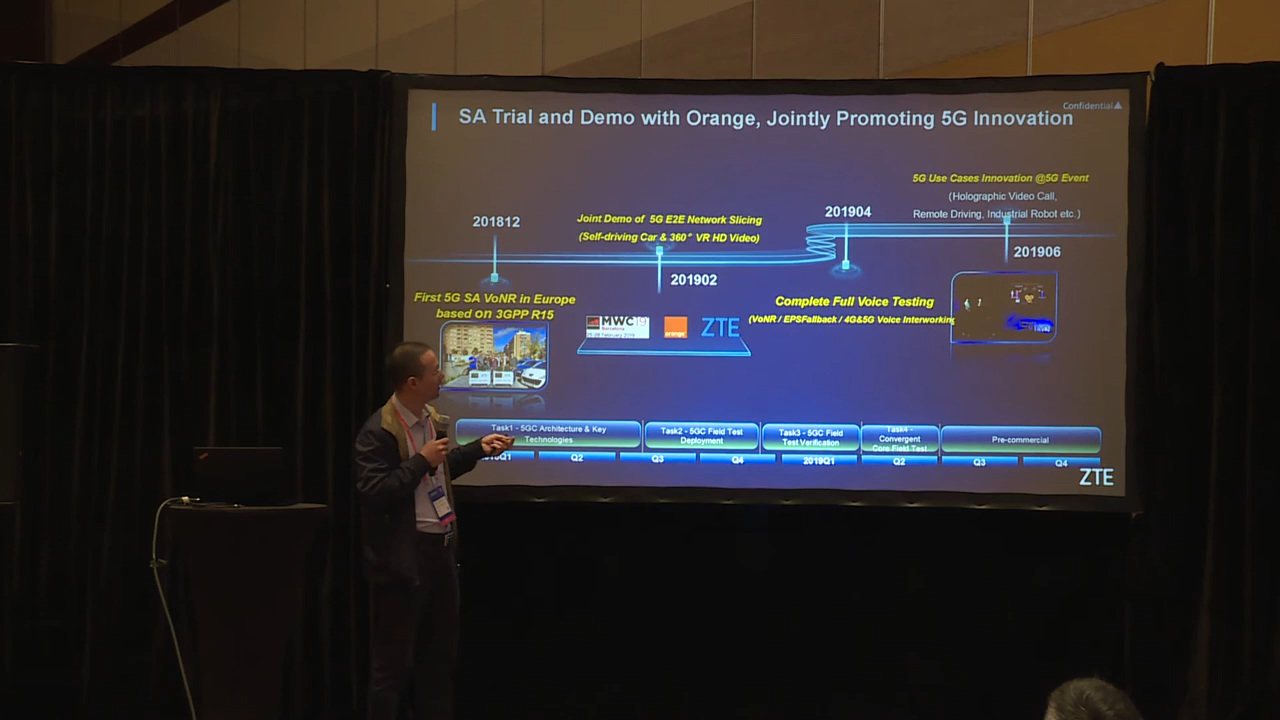 Confidential
SA Trial and Demo with Orange, Jointly Promoting 5G Innovation
5G Use Cases Innovation @5G Event
(Holographic Video Call,
Remote Driving, Industrial Robot etc.)
201812
Joint Demo of 5G E2E Network Slicing
(Self-driving Car & 360° VR HD Video)
201904
201906
201902
First 5G SA VoNR in Europe
based on 3GPP R15
Complete Full Voice Testing
(VoNR / EPSFallback / 4G&5G Voice Interworking
MWC19
Barcelona
orange
ZTE
Task1 - 5GC Architecture & Key
Technologies
Task2 - 5GC Field Test
Deployment
Task3 - 5GC Field
Test Verification
Task4 -
Convergent
Core Field Test
Pre-commercial
Q1
Q2
Q3
Q4
2019Q1
Q2
Q3
Q4
ZTE